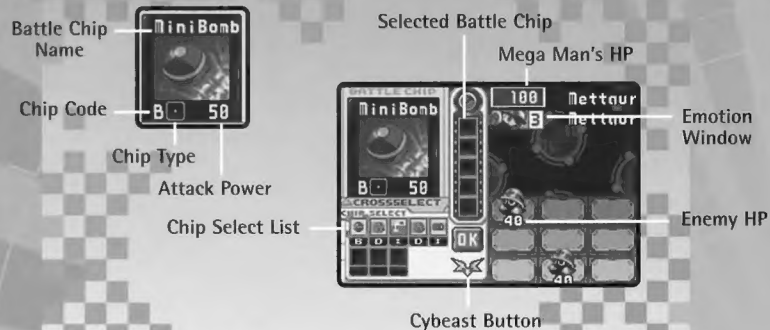 Battle Chip
Name
MiniBomb
Chip Code
B 50
Chip Type
Attack Power
Selected Battle Chip
Mega Man's HP
BATTLE CHIP
MiniBomb
B 50
100
Mettaur
Mettaur
3
Emotion
Window
CROSSSELECT
CHIP SELECT
Chip Select List
B D D
OK
40
40
Enemy HP
Cybeast Button